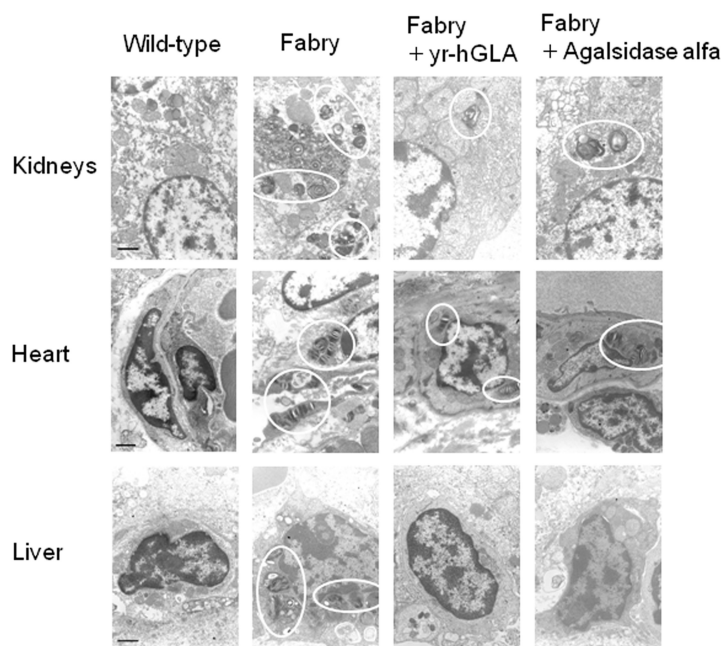 Wild-type
Fabry
Fabry
+ yr-hGLA
Fabry
+ Agalsidase alfa
Kidneys
Heart
Liver